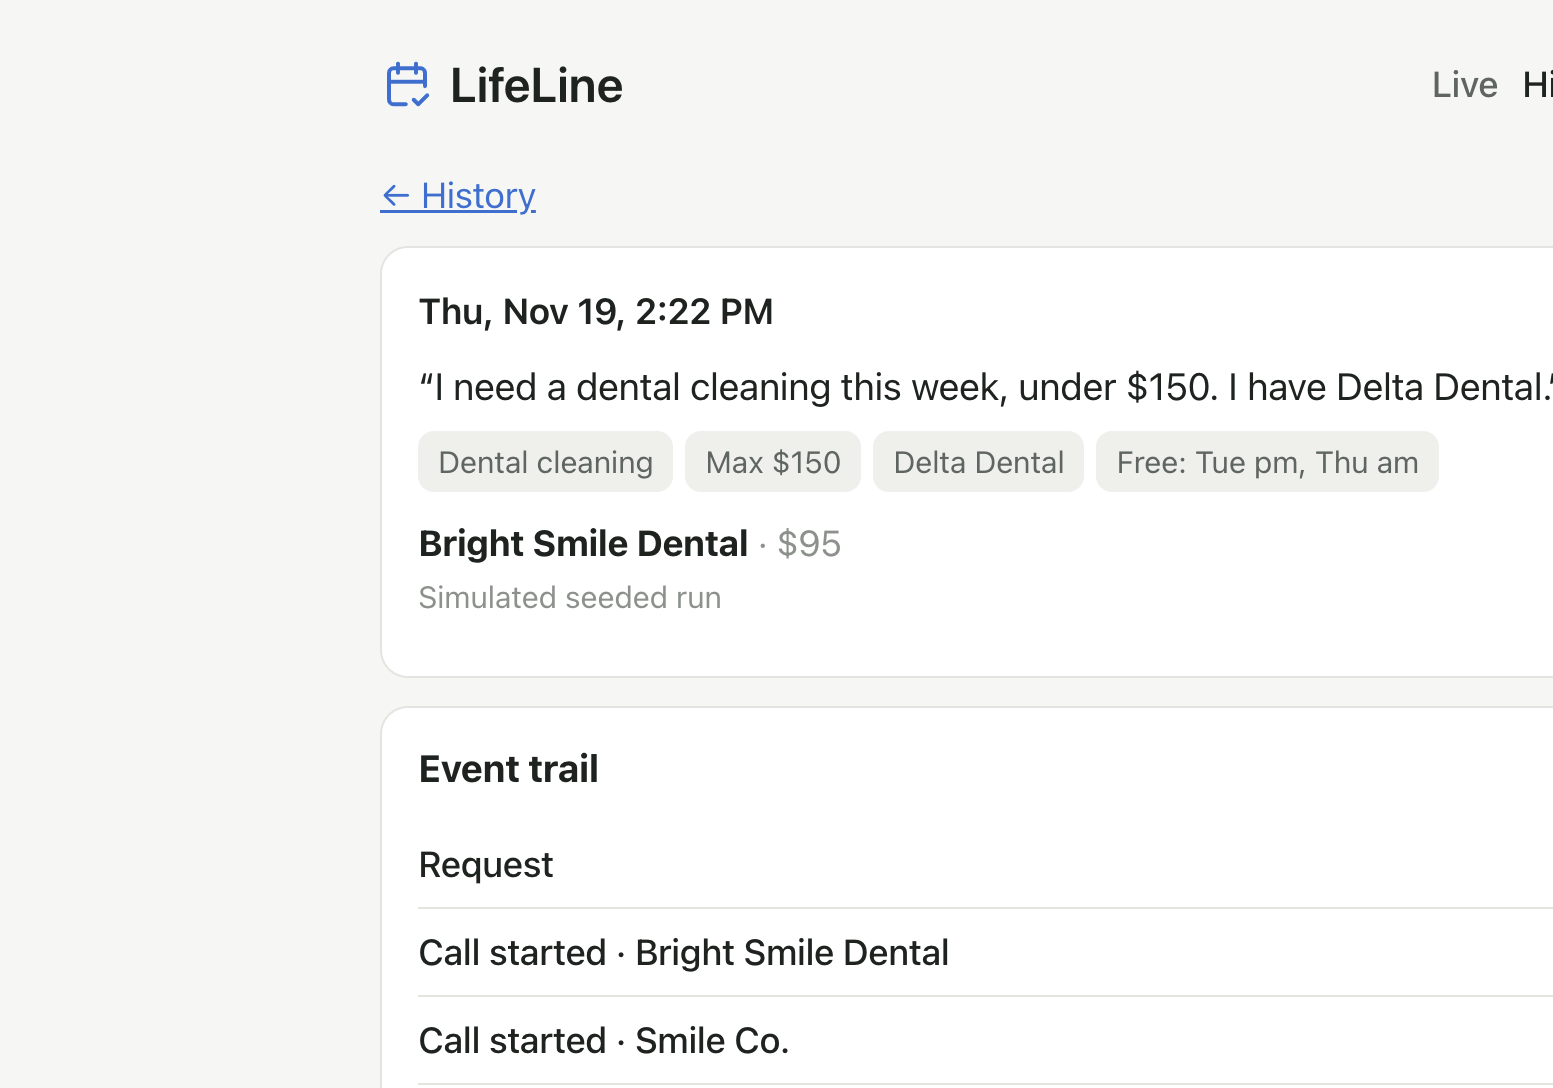 LifeLine
Live Hi
← History
Thu, Nov 19, 2:22 PM
“I need a dental cleaning this week, under $150. I have Delta Dental.”
Dental cleaning
Max $150
Delta Dental
Free: Tue pm, Thu am
Bright Smile Dental · $95
Simulated seeded run
Event trail
Request
Call started · Bright Smile Dental
Call started · Smile Co.